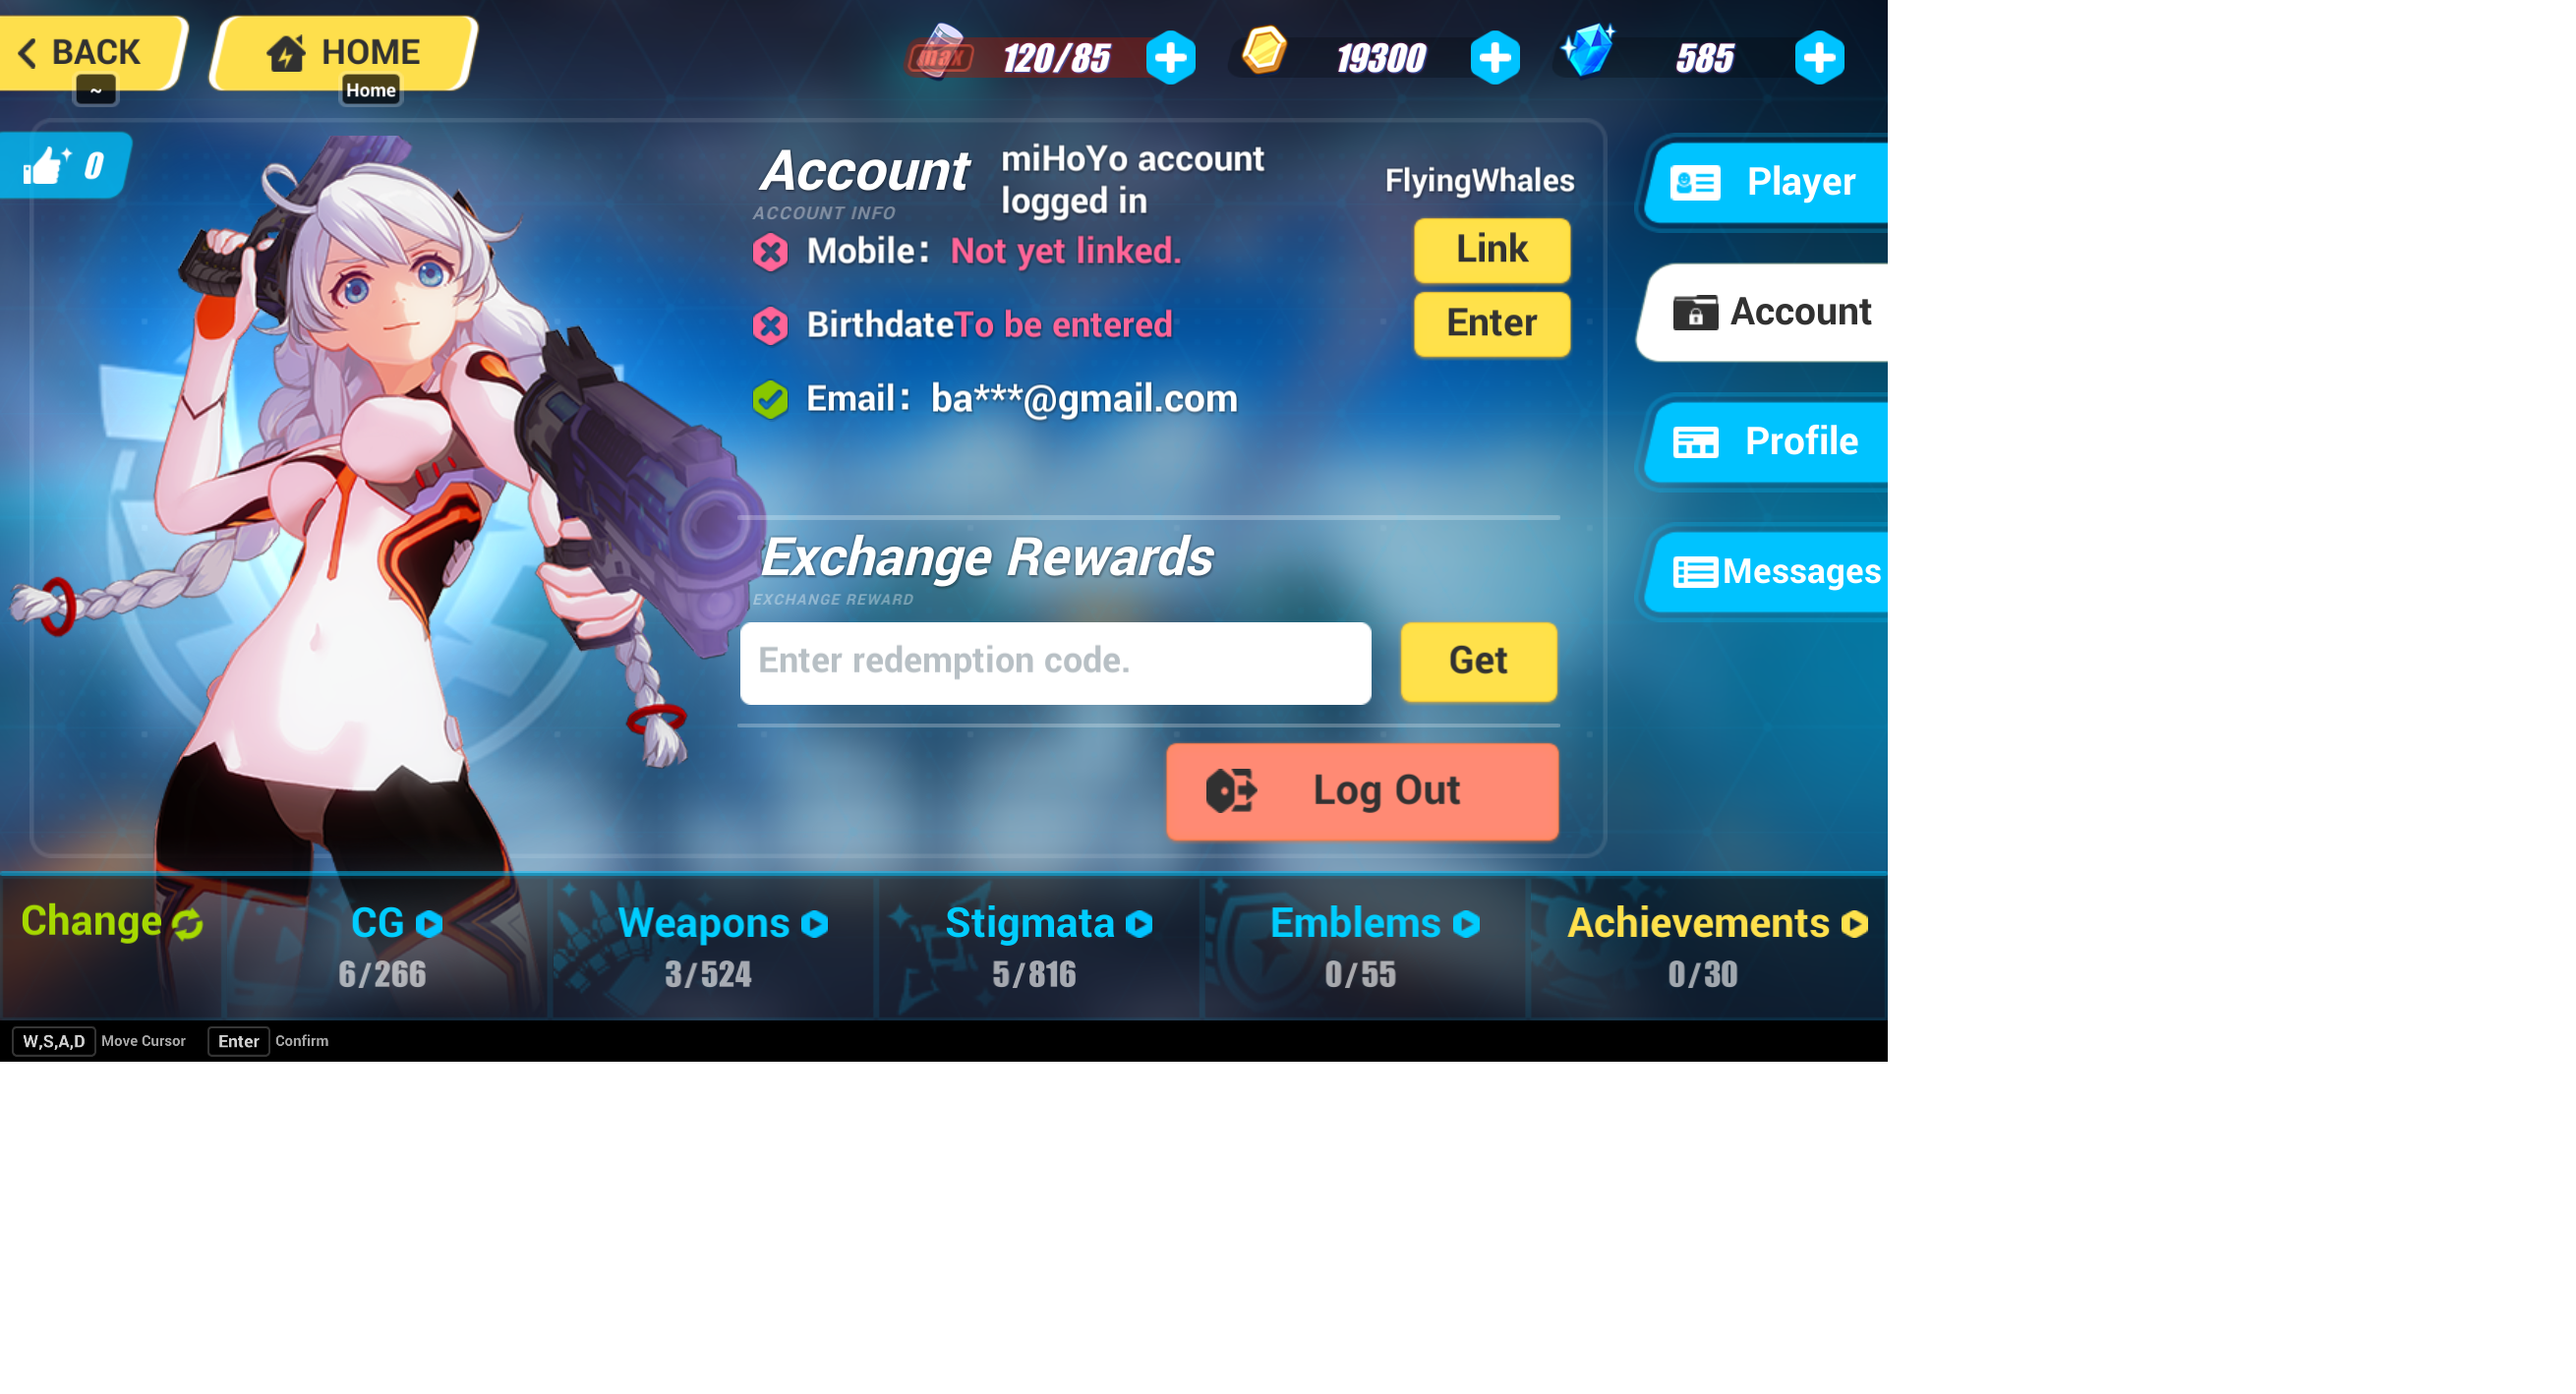 BACK
~
HOME
Home
max
120/85
19300
585
0
Account
ACCOUNT INFO
miHoYo account
logged in
FlyingWhales
Mobile: Not yet linked.
Link
BirthdateTo be entered
Enter
Email: ba***@gmail.com
Exchange Rewards
EXCHANGE REWARD
Enter redemption code.
Get
Log Out
Player
Account
Profile
Messages
Change
CG
6/266
Weapons
3/524
Stigmata
5/816
Emblems
0/55
Achievements
0/30
W,S,A,D Move Cursor Enter Confirm